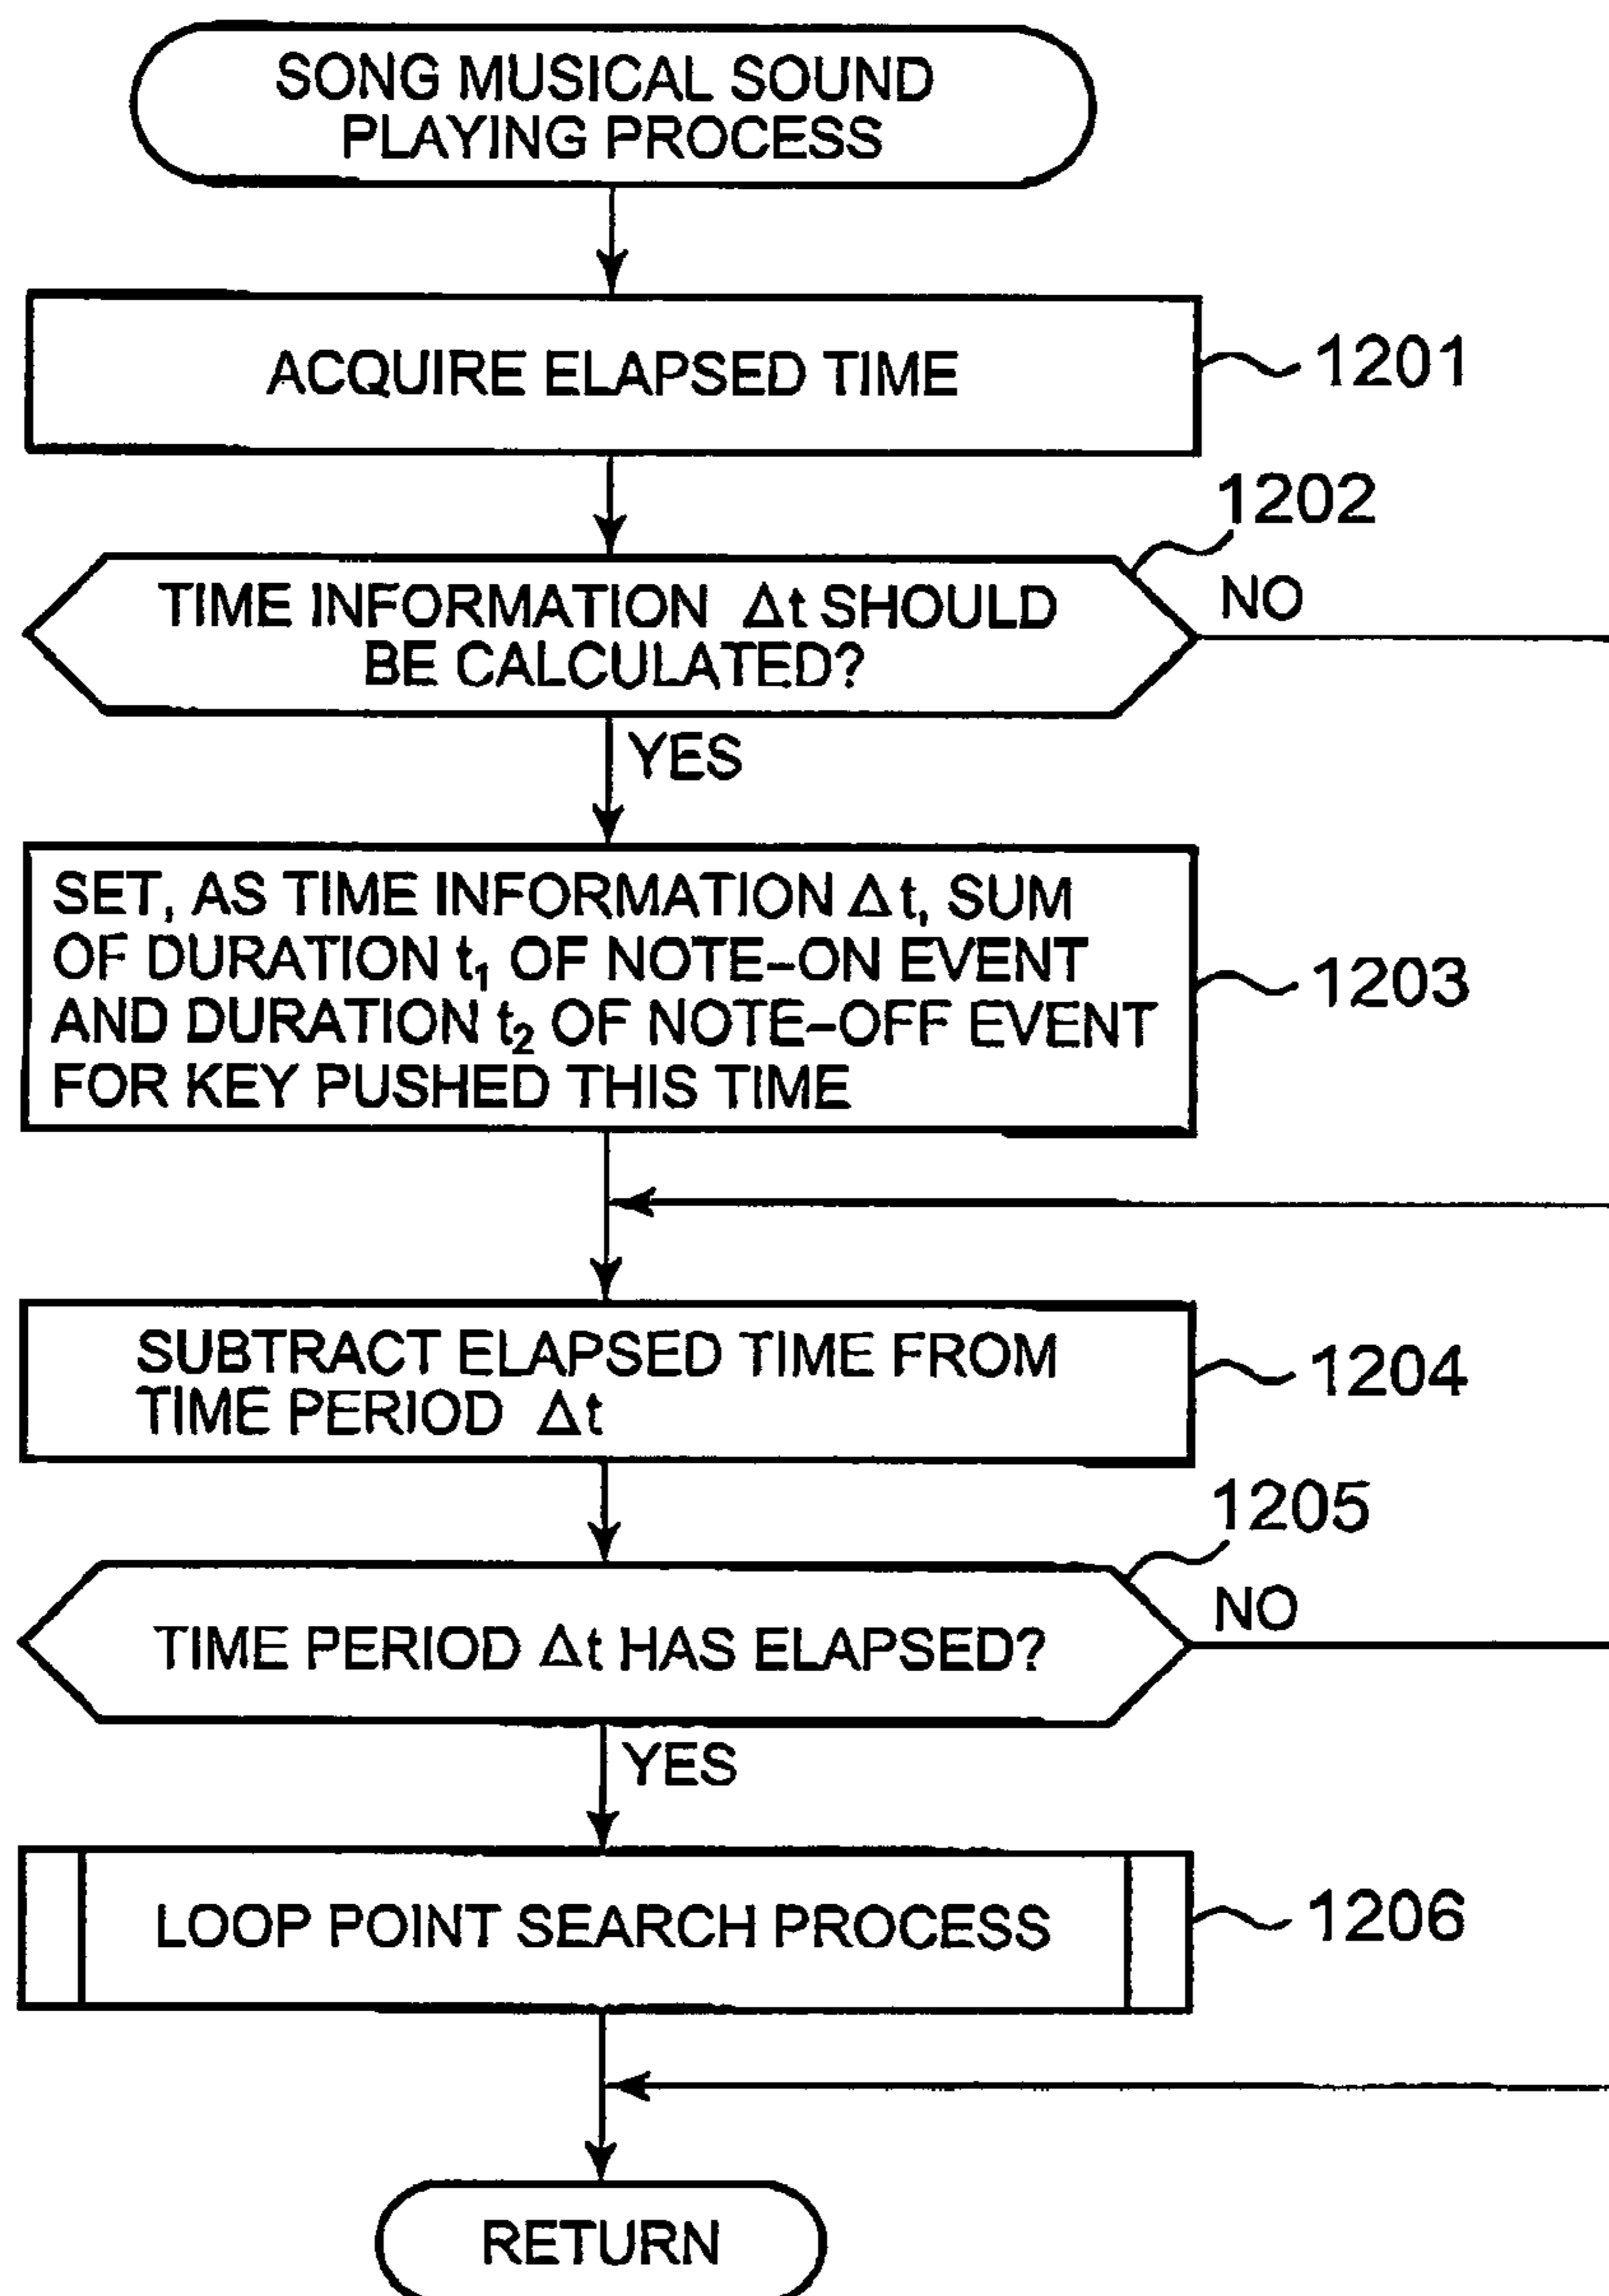 SONG MUSICAL SOUND
PLAYING PROCESS
ACQUIRE ELAPSED TIME
1201
1202
TIME INFORMATION Δt SHOULD
BE CALCULATED?
NO
YES
SET, AS TIME INFORMATION Δt, SUM
OF DURATION t₁ OF NOTE-ON EVENT
AND DURATION t₂ OF NOTE-OFF EVENT
FOR KEY PUSHED THIS TIME
1203
SUBTRACT ELAPSED TIME FROM
TIME PERIOD Δt
1204
1205
TIME PERIOD Δt HAS ELAPSED?
NO
YES
LOOP POINT SEARCH PROCESS
1206
RETURN